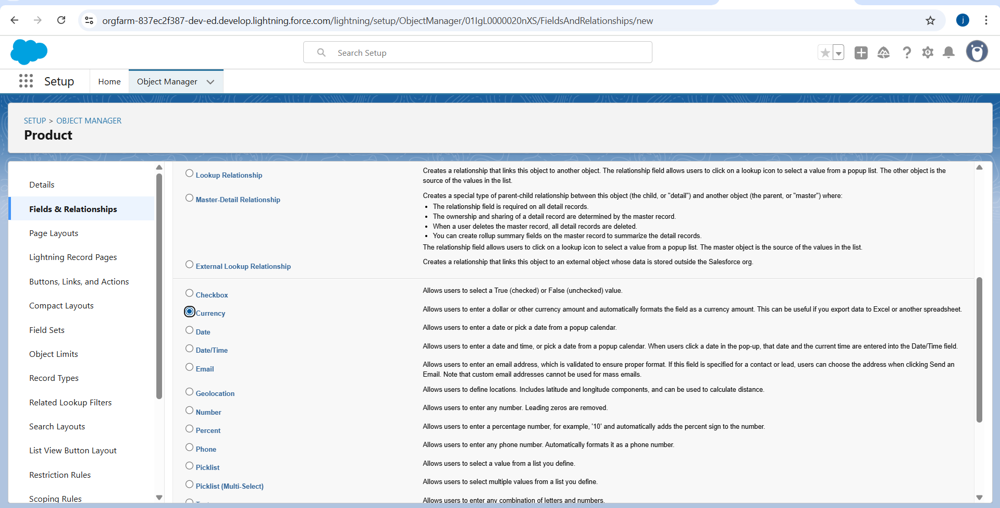 orgfarm-837ec2f387-dev-ed.develop.lightning.force.com/lightning/setup/ObjectManager/01IgL0000020nXS/FieldsAndRelationships/new
j
Search Setup
Setup
Home
Object Manager
SETUP > OBJECT MANAGER
Product
Details
Fields & Relationships
Page Layouts
Lightning Record Pages
Buttons, Links, and Actions
Compact Layouts
Field Sets
Object Limits
Record Types
Related Lookup Filters
Search Layouts
List View Button Layout
Restriction Rules
Scoping Rules
Lookup Relationship
Creates a relationship that links this object to another object. The relationship field allows users to click on a lookup icon to select a value from a popup list. The other object is the
source of the values in the list.
Master-Detail Relationship
Creates a special type of parent-child relationship between this object (the child, or "detail") and another object (the parent, or "master") where:
• The relationship field is required on all detail records.
• The ownership and sharing of a detail record are determined by the master record.
• When a user deletes the master record, all detail records are deleted.
• You can create rollup summary fields on the master record to summarize the detail records.
The relationship field allows users to click on a lookup icon to select a value from a popup list. The master object is the source of the values in the list.
External Lookup Relationship
Creates a relationship that links this object to an external object whose data is stored outside the Salesforce org.
Checkbox
Allows users to select a True (checked) or False (unchecked) value.
Currency
Allows users to enter a dollar or other currency amount and automatically formats the field as a currency amount. This can be useful if you export data to Excel or another spreadsheet.
Date
Allows users to enter a date or pick a date from a popup calendar.
Date/Time
Allows users to enter a date and time, or pick a date from a popup calendar. When users click a date in the pop-up, that date and the current time are entered into the Date/Time field.
Email
Allows users to enter an email address, which is validated to ensure proper format. If this field is specified for a contact or lead, users can choose the address when clicking Send an
Email. Note that custom email addresses cannot be used for mass emails.
Geolocation
Allows users to define locations. Includes latitude and longitude components, and can be used to calculate distance.
Number
Allows users to enter any number. Leading zeros are removed.
Percent
Allows users to enter a percentage number, for example, '10' and automatically adds the percent sign to the number.
Phone
Allows users to enter any phone number. Automatically formats it as a phone number.
Picklist
Allows users to select a value from a list you define.
Picklist (Multi-Select)
Allows users to select multiple values from a list you define.
Allows users to enter any combination of letters and numbers.